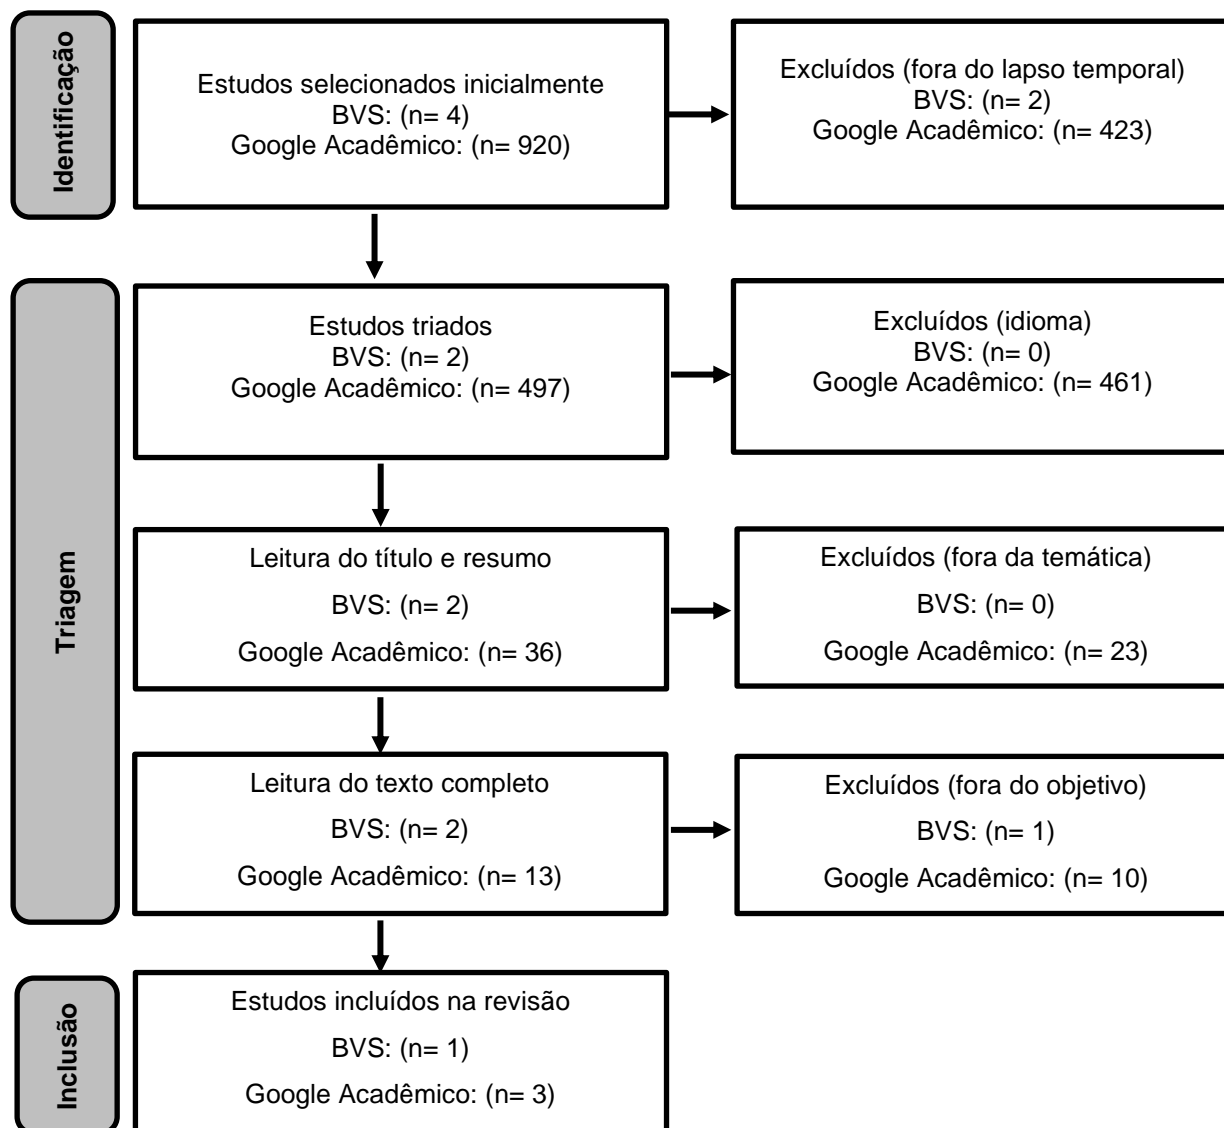 Identificação
Estudos selecionados inicialmente
BVS: (n= 4)
Google Acadêmico: (n= 920)
Excluídos (fora do lapso temporal)
BVS: (n= 2)
Google Acadêmico: (n= 423)
Triagem
Estudos triados
BVS: (n= 2)
Google Acadêmico: (n= 497)
Excluídos (idioma)
BVS: (n= 0)
Google Acadêmico: (n= 461)
Leitura do título e resumo
BVS: (n= 2)
Google Acadêmico: (n= 36)
Excluídos (fora da temática)
BVS: (n= 0)
Google Acadêmico: (n= 23)
Leitura do texto completo
BVS: (n= 2)
Google Acadêmico: (n= 13)
Excluídos (fora do objetivo)
BVS: (n= 1)
Google Acadêmico: (n= 10)
Inclusão
Estudos incluídos na revisão
BVS: (n= 1)
Google Acadêmico: (n= 3)